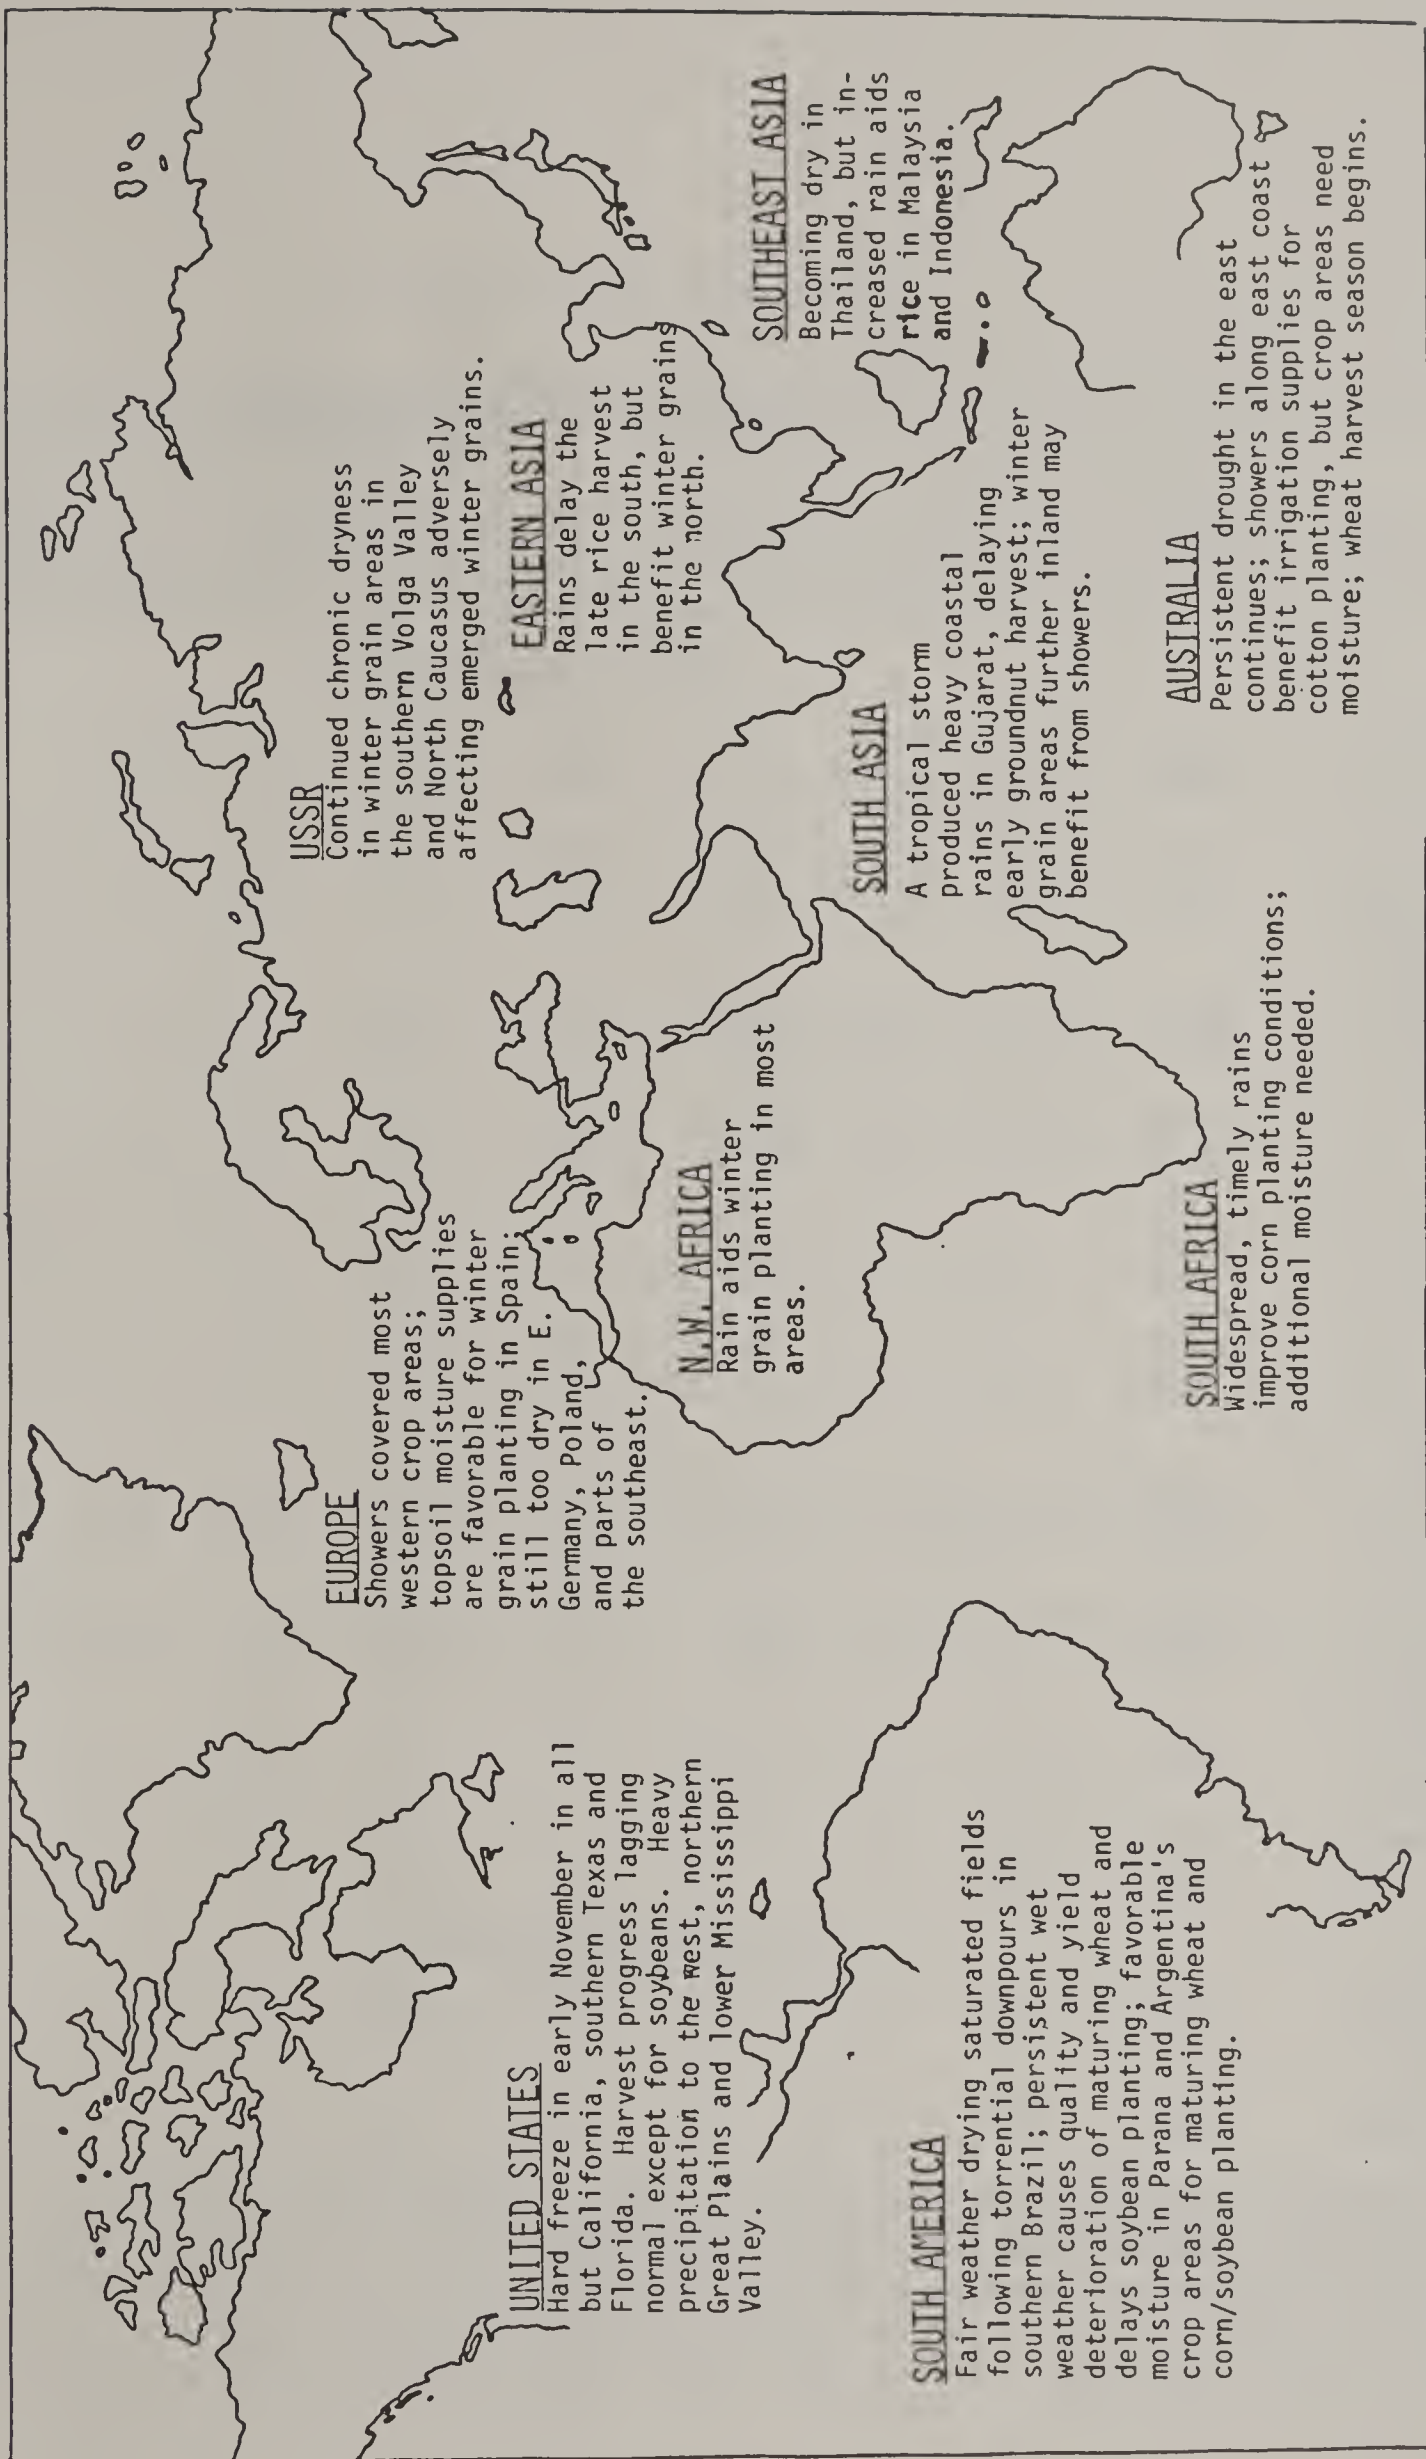 UNITED STATES
Hard freeze in early November in all
but California, southern Texas and
Florida. Harvest progress lagging
normal except for soybeans. Heavy
precipitation to the west, northern
Great Plains and lower Mississippi
Valley.
SOUTH AMERICA
Fair weather drying saturated fields
following torrential downpours in
southern Brazil; persistent wet
weather causes quality and yield
deterioration of maturing wheat and
delays soybean planting; favorable
moisture in Parana and Argentina's
crop areas for maturing wheat and
corn/soybean planting.
EUROPE
Showers covered most
western crop areas;
topsoil moisture supplies
are favorable for winter
grain planting in Spain;
still too dry in E.
Germany, Poland,
and parts of
the southeast.
N.W. AFRICA
Rain aids winter
grain planting in most
areas.
SOUTH AFRICA
Widespread, timely rains
improve corn planting conditions;
additional moisture needed.
USSR
Continued chronic dryness
in winter grain areas in
the southern Volga Valley
and North Caucasus adversely
affecting emerged winter grains.
EASTERN ASIA
Rains delay the
late rice harvest
in the south, but
benefit winter grains
in the north.
SOUTH ASIA
A tropical storm
produced heavy coastal
rains in Gujarat, delaying
early groundnut harvest; winter
grain areas further inland may
benefit from showers.
SOUTHEAST ASIA
Becoming dry in
Thailand, but in-
creased rain aids
rice in Malaysia
and Indonesia.
AUSTRALIA
Persistent drought in the east
continues; showers along east coast
benefit irrigation supplies for
cotton planting, but crop areas need
moisture; wheat harvest season begins.